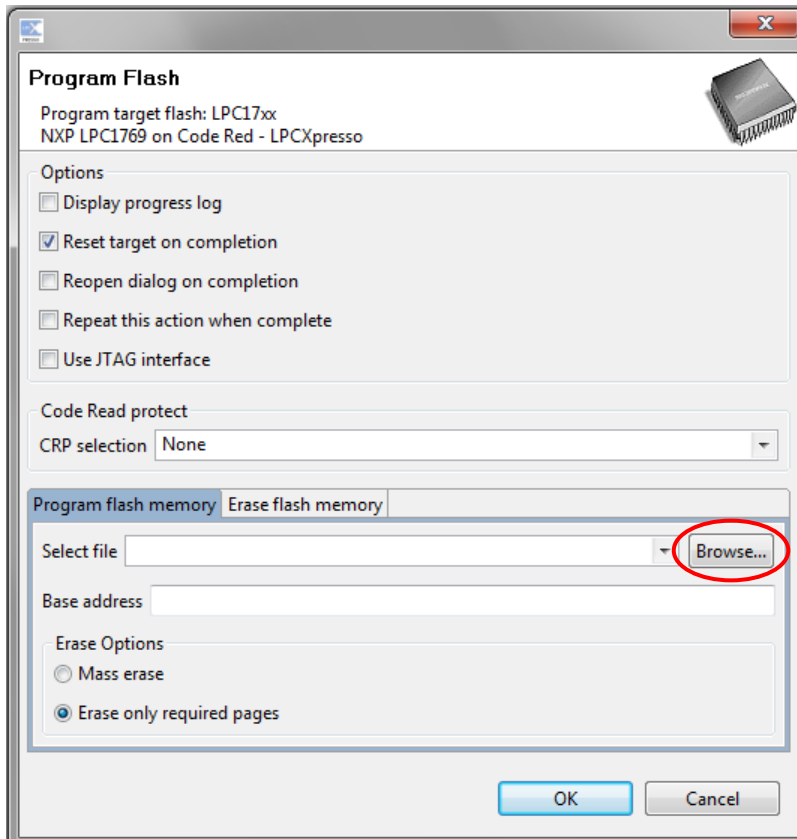 Program Flash
Program target flash: LPC17xx
NXP LPC1769 on Code Red - LPCXpresso
Options
Display progress log
Reset target on completion
Reopen dialog on completion
Repeat this action when complete
Use JTAG interface
Code Read protect
CRP selection None
Program flash memory Erase flash memory
Select file Browse...
Base address
Erase Options
Mass erase
Erase only required pages
OK Cancel